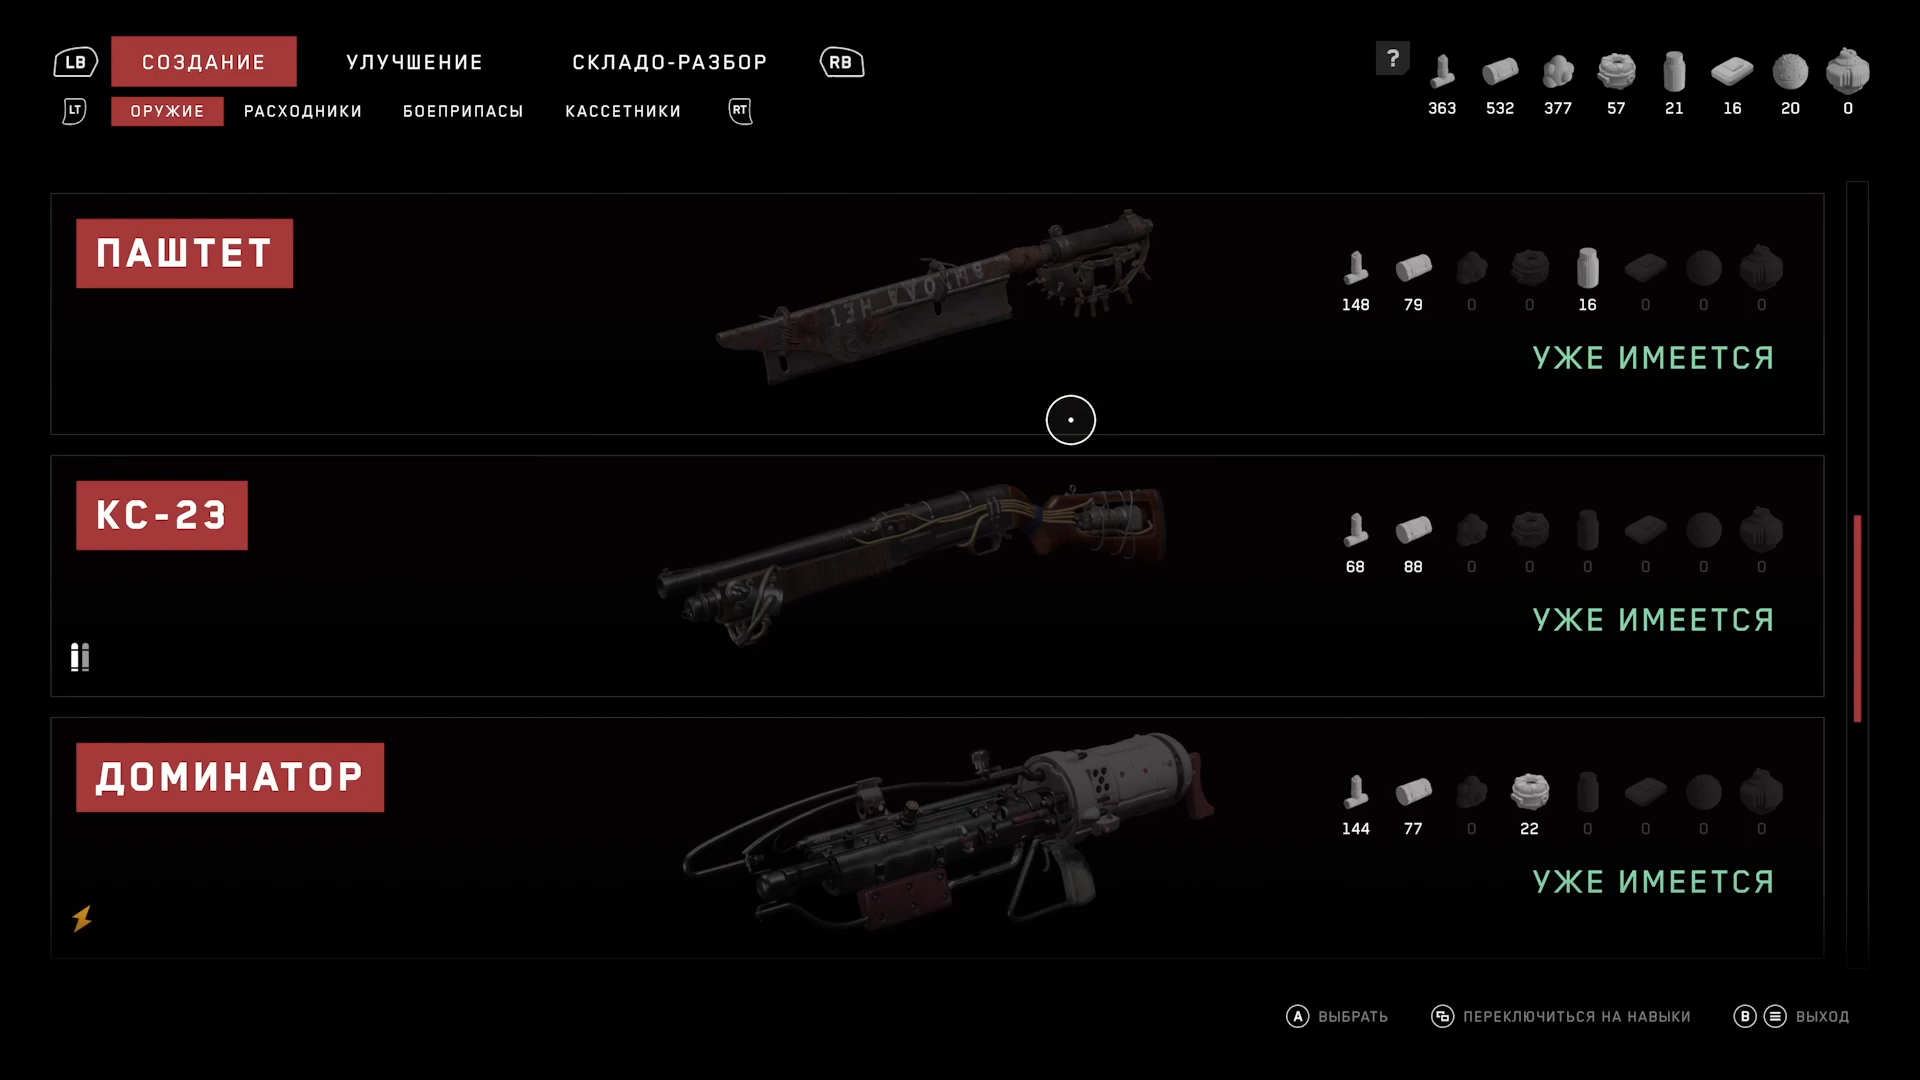 LB СОЗДАНИЕ УЛУЧШЕНИЕ СКЛАДО-РАЗБОР RB
LT ОРУЖИЕ РАСХОДНИКИ БОЕПРИПАСЫ КАССЕТНИКИ RT
?
363 532 377 57 21 16 20 0
ПАШТЕТ
148 79 0 0 16 0 0 0
УЖЕ ИМЕЕТСЯ
КС-23
68 88 0 0 0 0 0 0
УЖЕ ИМЕЕТСЯ
ДОМИНАТОР
144 77 0 22 0 0 0 0
УЖЕ ИМЕЕТСЯ
A ВЫБРАТЬ ПЕРЕКЛЮЧИТЬСЯ НА НАВЫКИ B ВЫХОД